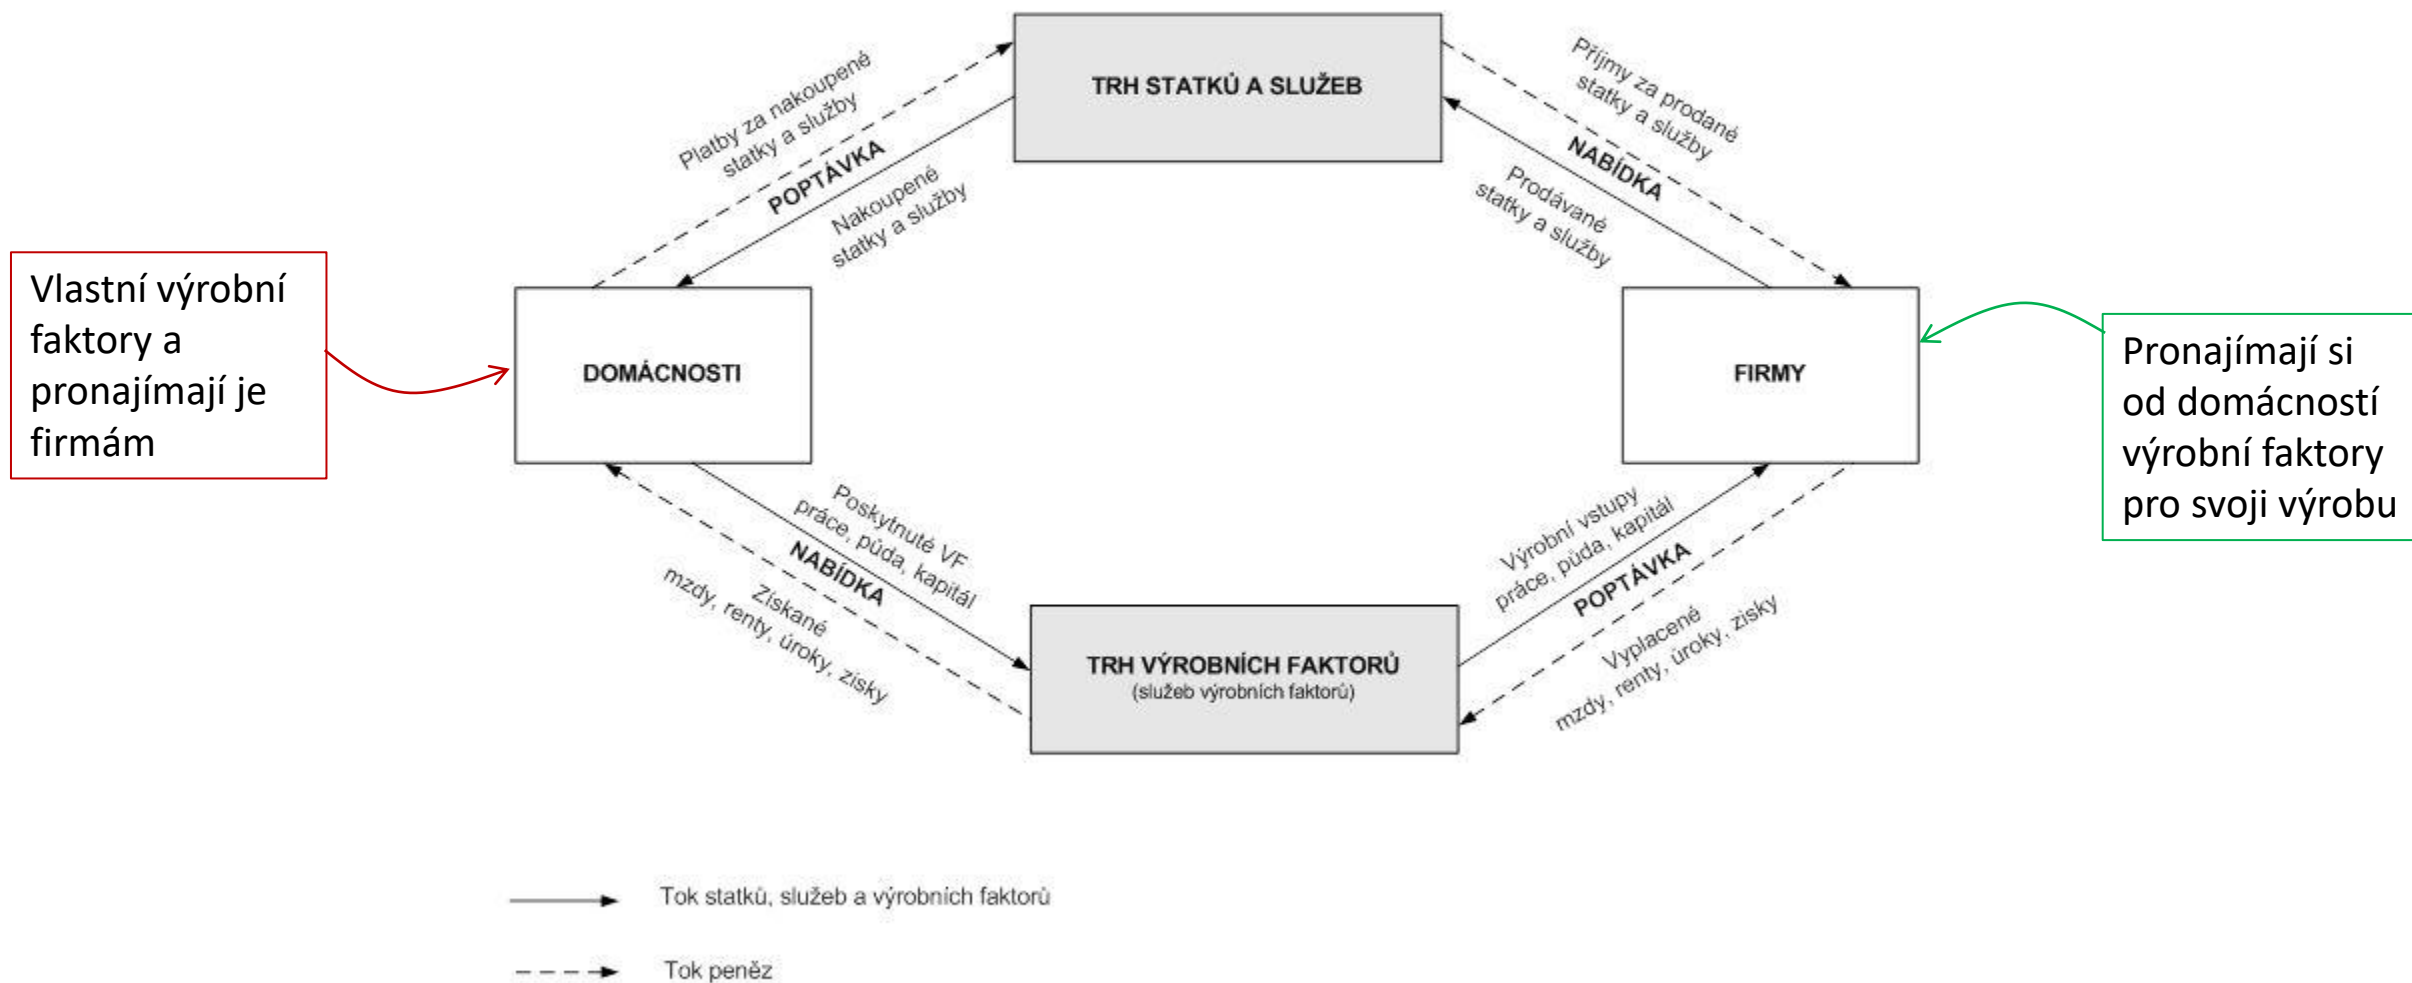 TRH STATKŮ A SLUŽEB
Platby za nakoupené
statky a služby
POPTÁVKA
Nakoupené
statky a služby
Příjmy za prodané
statky a služby
NABÍDKA
Prodávané
statky a služby
Vlastní výrobní
faktory a
pronajímají je
firmám
DOMÁCNOSTI
FIRMY
Pronajímají si
od domácností
výrobní faktory
pro svoji výrobu
Poskytnuté VF
práce, půda, kapitál
NABÍDKA
Získané
mzdy, renty, úroky, zisky
Výrobní vstupy
práce, půda, kapitál
POPTÁVKA
Vyplacené
mzdy, renty, úroky, zisky
TRH VÝROBNÍCH FAKTORŮ
(služeb výrobních faktorů)
Tok statků, služeb a výrobních faktorů
Tok peněz